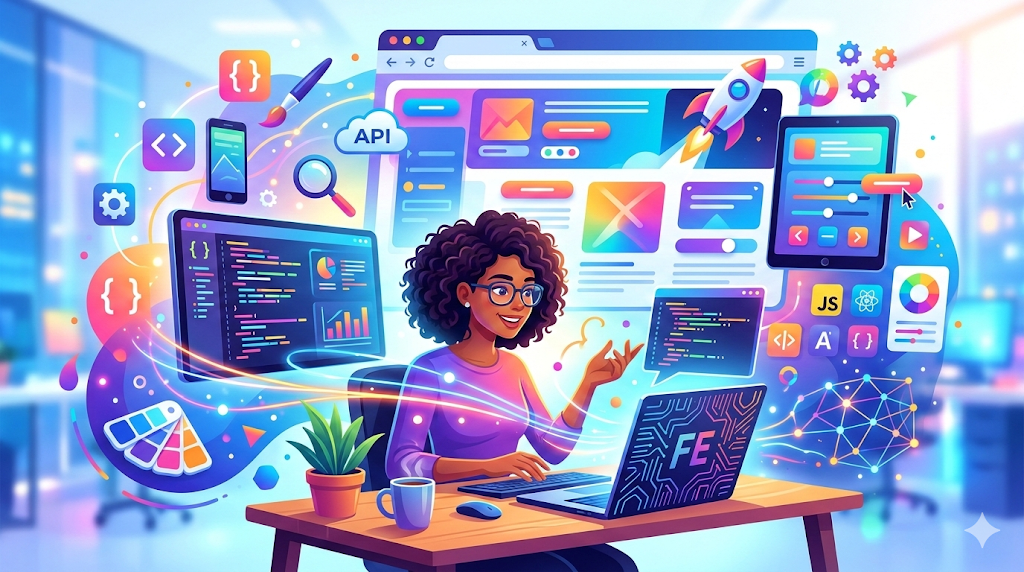 { }
API
< >
{ }
{ }
JS
</>
A
{ }
FE